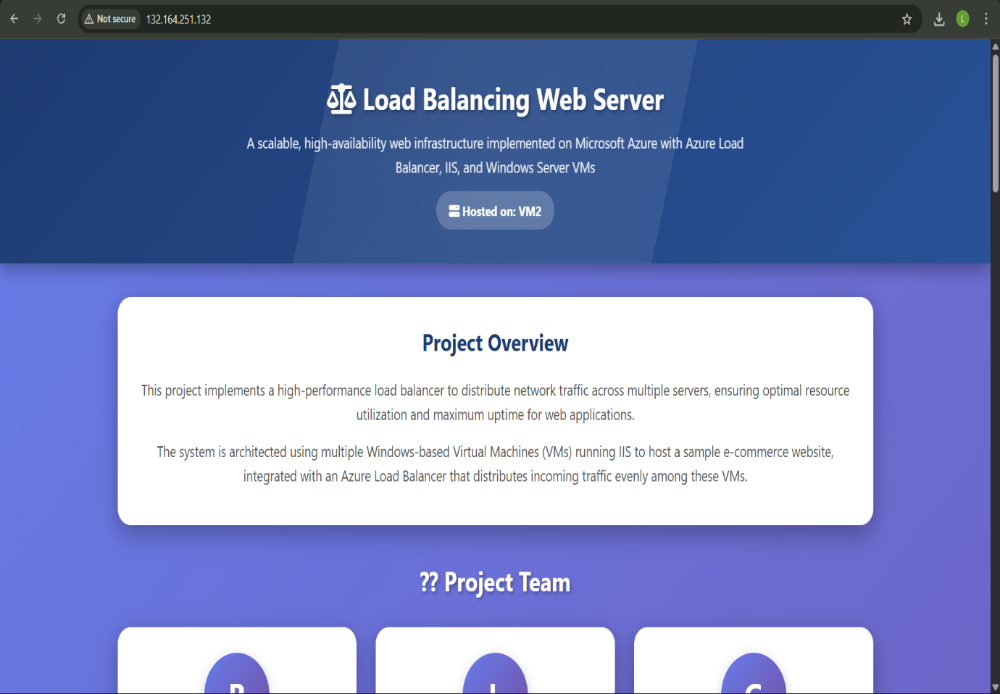 Not secure 132.164.251.132
L
Load Balancing Web Server
A scalable, high-availability web infrastructure implemented on Microsoft Azure with Azure Load
Balancer, IIS, and Windows Server VMs
Hosted on: VM2
Project Overview
This project implements a high-performance load balancer to distribute network traffic across multiple servers, ensuring optimal resource
utilization and maximum uptime for web applications.
The system is architected using multiple Windows-based Virtual Machines (VMs) running IIS to host a sample e-commerce website,
integrated with an Azure Load Balancer that distributes incoming traffic evenly among these VMs.
?? Project Team